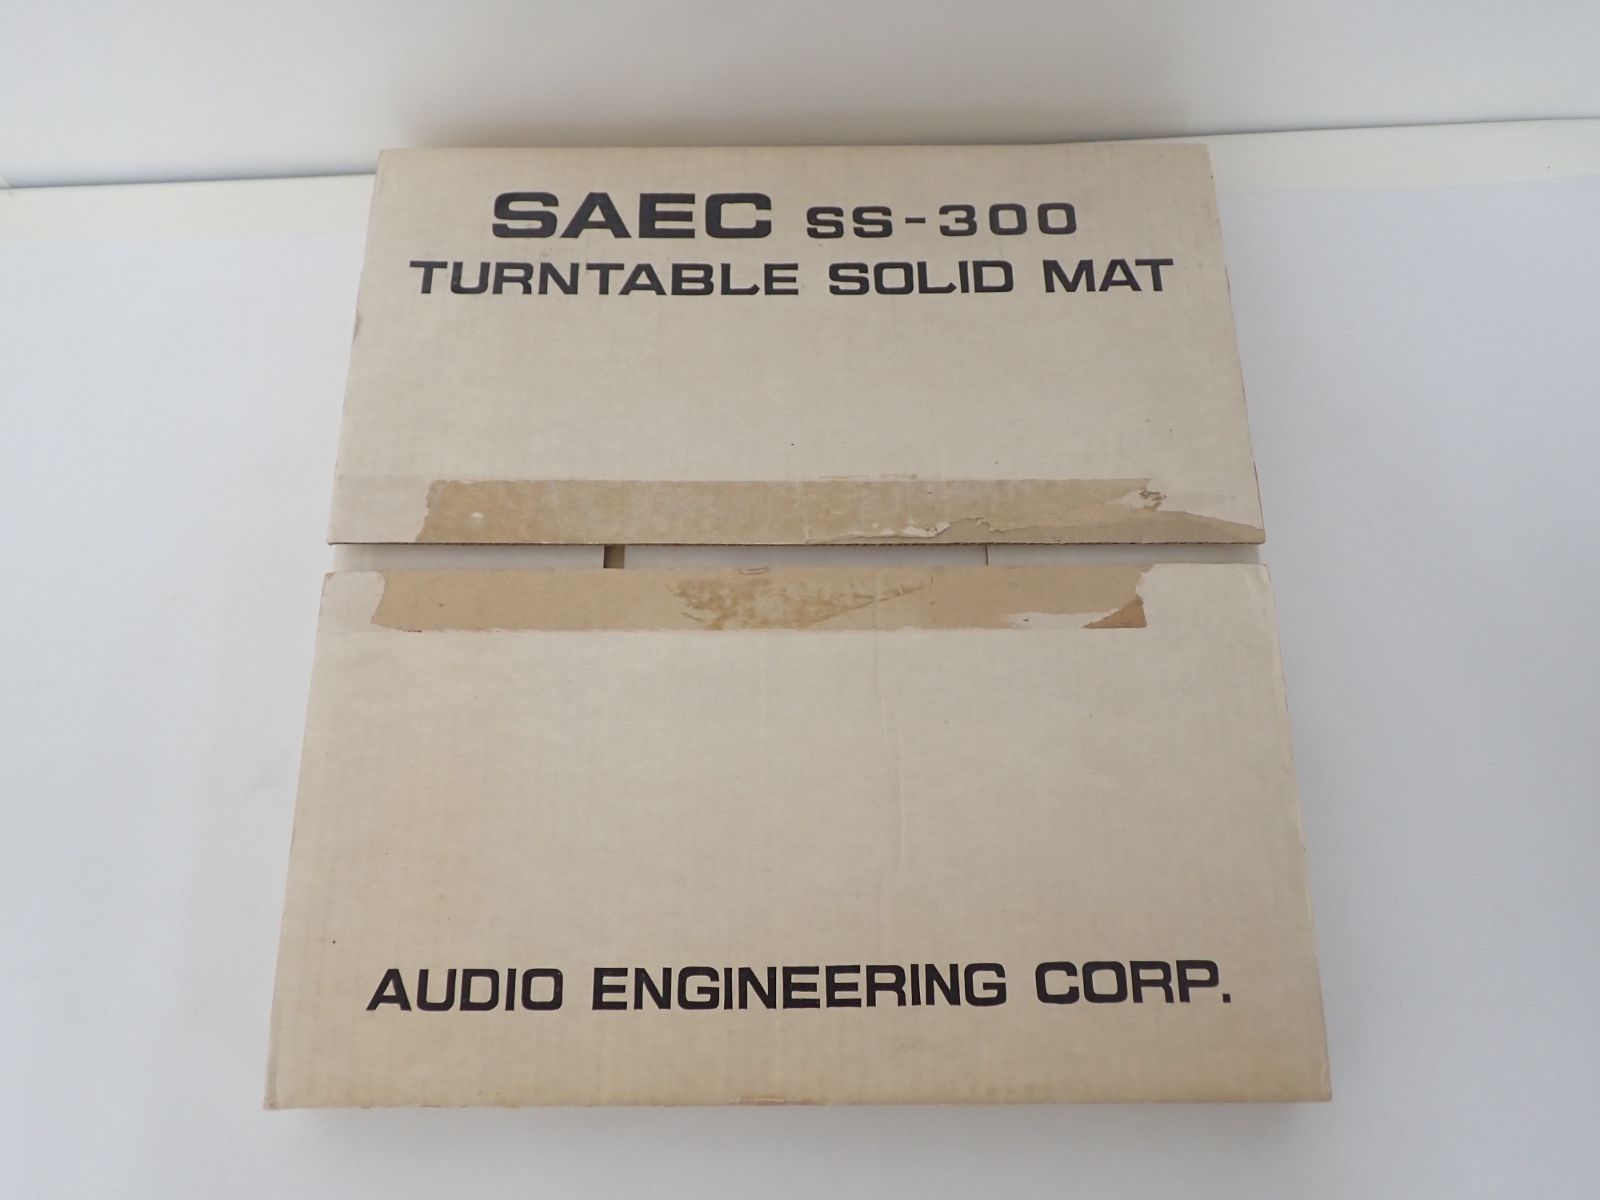 SAEC SS-300
TURNTABLE SOLID MAT
AUDIO ENGINEERING CORP.